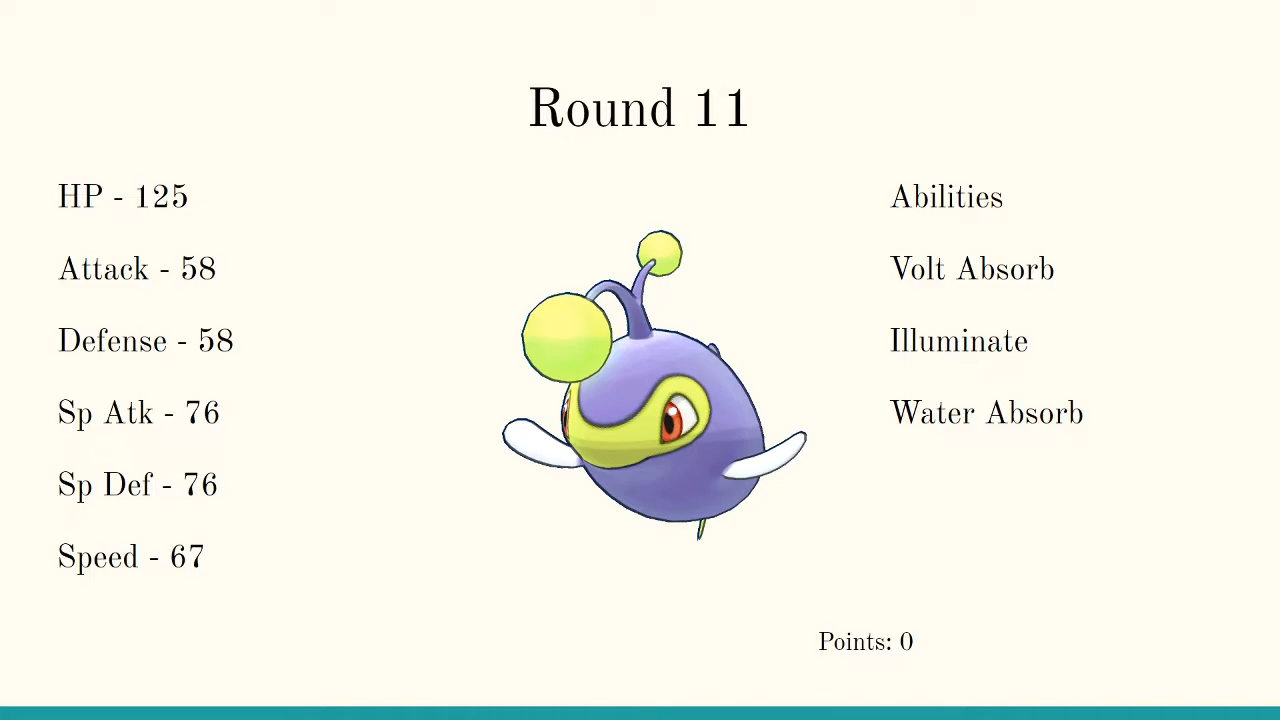 Round 11
HP - 125
Attack - 58
Defense - 58
Sp Atk - 76
Sp Def - 76
Speed - 67
Abilities
Volt Absorb
Illuminate
Water Absorb
Points: 0